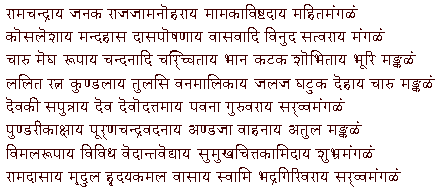 रामचन्द्राय जनक राजजामनॊहराय मामकाविष्टदाय महितमंगळं
कॊसलॆशाय मन्दहास दासपॊषणाय वासवादि विनुद सत्वराय मंगळं
चारु मॆघ रूपाय चन्दनादि चर्च्चिताय भान कटक शॊभिताय भूरि मङ्गळं
ललित रत्न कुण्डलाय तुलसि वनमालिकाय जलज घटुक दॆहाय चारु मङ्गळं
दॆवकी सपुत्राय दॆव दॆवॊदत्तमाय पवना गुरुवराय सर्व्वमंगळं
पुण्डरीकाक्षाय पूर्णचन्द्रवदनाय अण्डजा वाहनाय अतुल मङ्गळं
विमलरूपाय विविध वॆदान्तवॆद्याय सुमुखचित्तकामिदाय शुभ्रमंगळं
रामदासाय मृदुल हृदयकमल वासाय स्वामि भद्रगिरिवराय सर्व्वमंगळं